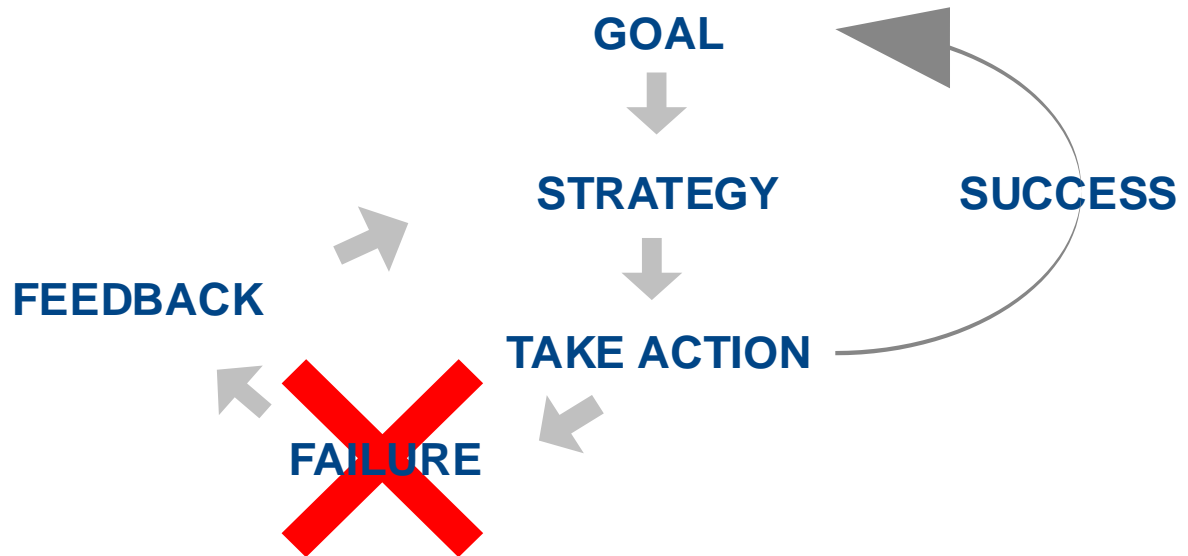 GOAL
STRATEGY
SUCCESS
FEEDBACK
TAKE ACTION
FAILURE